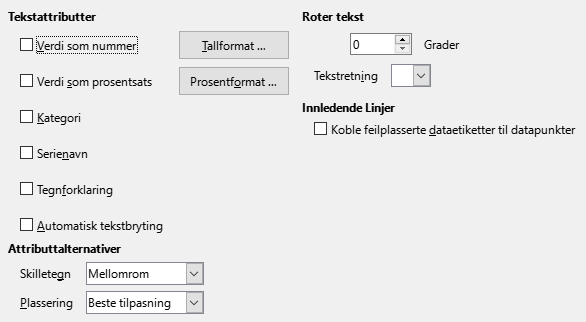 Tekstattributter
Verdi som nummer
Tallformat ...
Verdi som prosentsats
Prosentformat ...
Kategori
Serienavn
Tegnforklaring
Automatisk tekstbryting
Attributtalternativer
Skilletegn Mellomrom
Plassering Beste tilpasning
Roter tekst
0 Grader
Tekstretning
Innledende Linjer
Koble feilplasserte dataetiketter til datapunkter